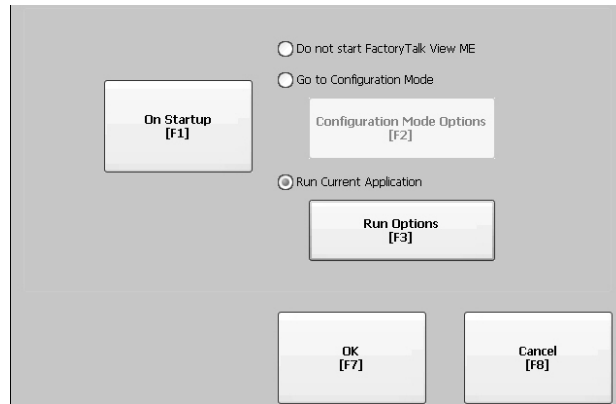 Do not start FactoryTalk View ME
Go to Configuration Mode
On Startup
[F1]
Configuration Mode Options
[F2]
Run Current Application
Run Options
[F3]
OK
[F7]
Cancel
[F8]